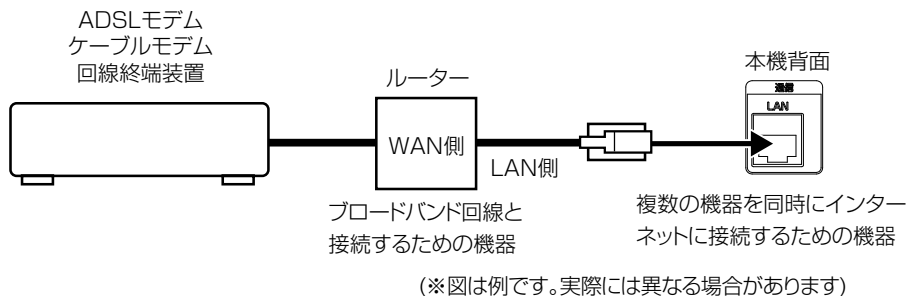 ADSLモデム
ケーブルモデム
回線終端装置
ルーター
本機背面
通信
LAN
WAN側
LAN側
ブロードバンド回線と
接続するための機器
複数の機器を同時にインター
ネットに接続するための機器
(※図は例です。実際には異なる場合があります)